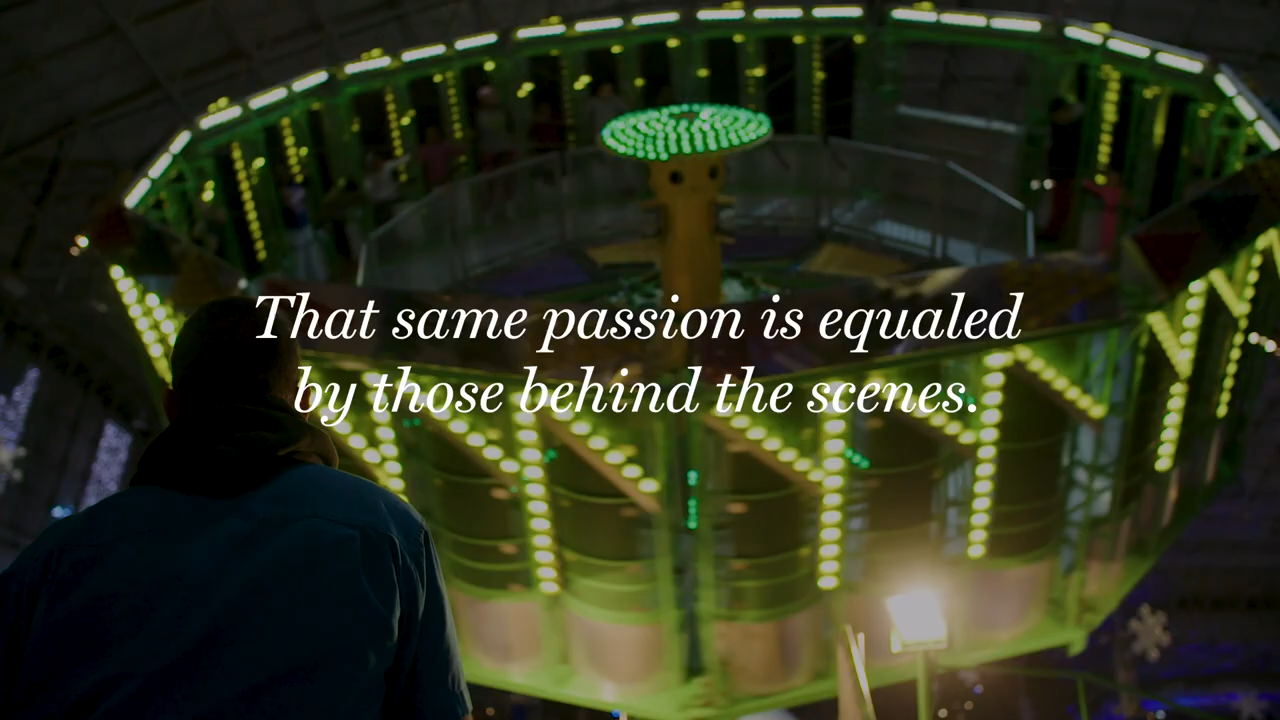 That same passion is equaled
by those behind the scenes.